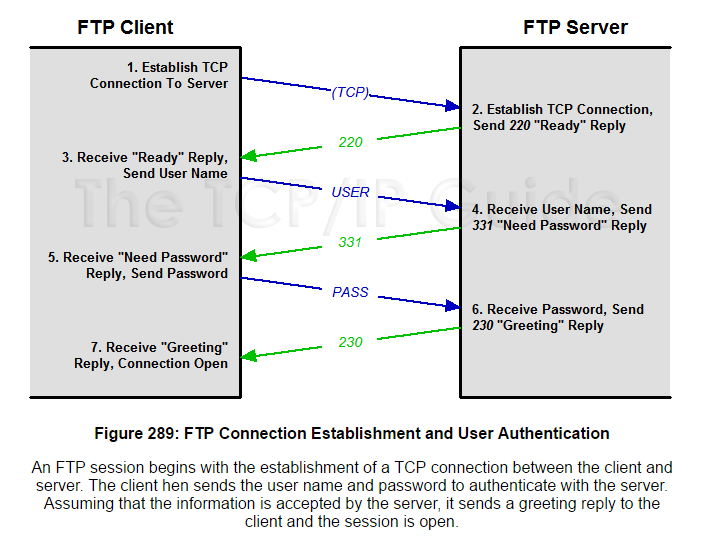 FTP Client
FTP Server
1. Establish TCP
Connection To Server
(TCP)
2. Establish TCP Connection,
Send 220 "Ready" Reply
220
3. Receive "Ready" Reply,
Send User Name
The TCP/IP Guide
USER
4. Receive User Name, Send
331 "Need Password" Reply
331
5. Receive "Need Password"
Reply, Send Password
PASS
6. Receive Password, Send
230 "Greeting" Reply
230
7. Receive "Greeting"
Reply, Connection Open
Figure 289: FTP Connection Establishment and User Authentication
An FTP session begins with the establishment of a TCP connection between the client and
server. The client hen sends the user name and password to authenticate with the server.
Assuming that the information is accepted by the server, it sends a greeting reply to the
client and the session is open.